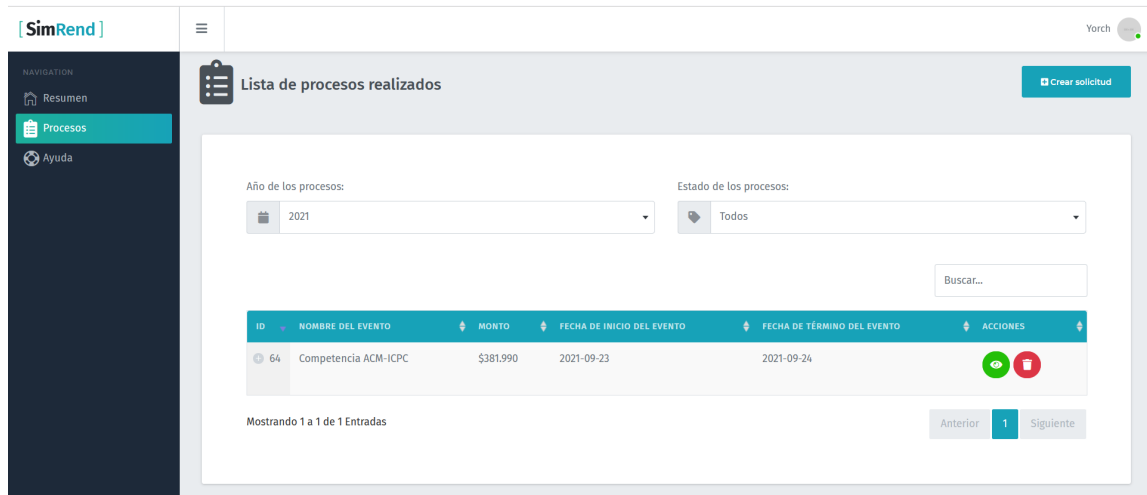 [ SimRend ]
Yorch
NAVIGATION
Resumen
Procesos
Ayuda
Lista de procesos realizados
Crear solicitud
Año de los procesos:
2021
Estado de los procesos:
Todos
Buscar...
ID NOMBRE DEL EVENTO MONTO FECHA DE INICIO DEL EVENTO FECHA DE TÉRMINO DEL EVENTO ACCIONES
64 Competencia ACM-ICPC $381.990 2021-09-23 2021-09-24
Mostrando 1 a 1 de 1 Entradas
Anterior 1 Siguiente